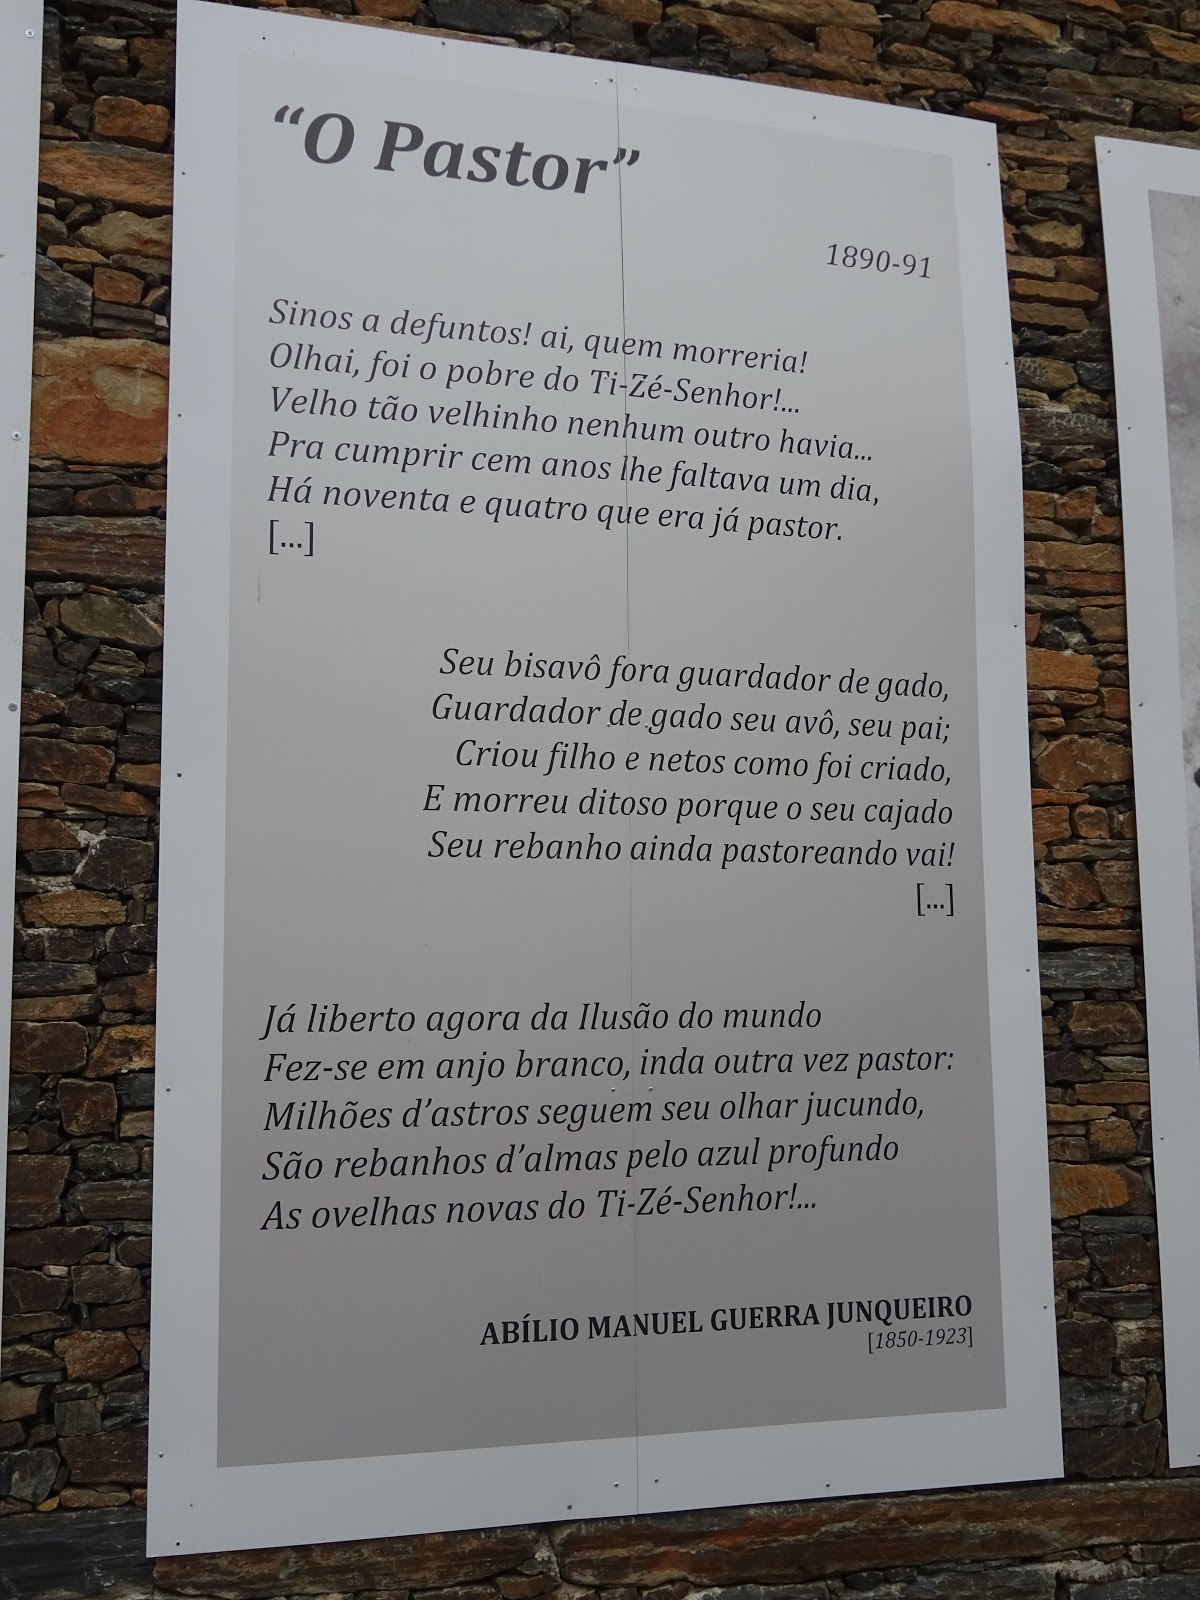 “O Pastor”
1890-91
Sinos a defuntos! ai, quem morreria!
Olhai, foi o pobre do Ti-Zé-Senhor!...
Velho tão velhinho nenhum outro havia...
Pra cumprir cem anos lhe faltava um dia,
Há noventa e quatro que era já pastor.
[...]
Seu bisavô fora guardador de gado,
Guardador de gado seu avô, seu pai;
Criou filho e netos como foi criado,
E morreu ditoso porque o seu cajado
Seu rebanho ainda pastoreando vai!
[...]
Já liberto agora da Ilusão do mundo
Fez-se em anjo branco, inda outra vez pastor:
Milhões d’astros seguem seu olhar jucundo,
São rebanhos d’almas pelo azul profundo
As ovelhas novas do Ti-Zé-Senhor!...
ABÍLIO MANUEL GUERRA JUNQUEIRO
[1850-1923]